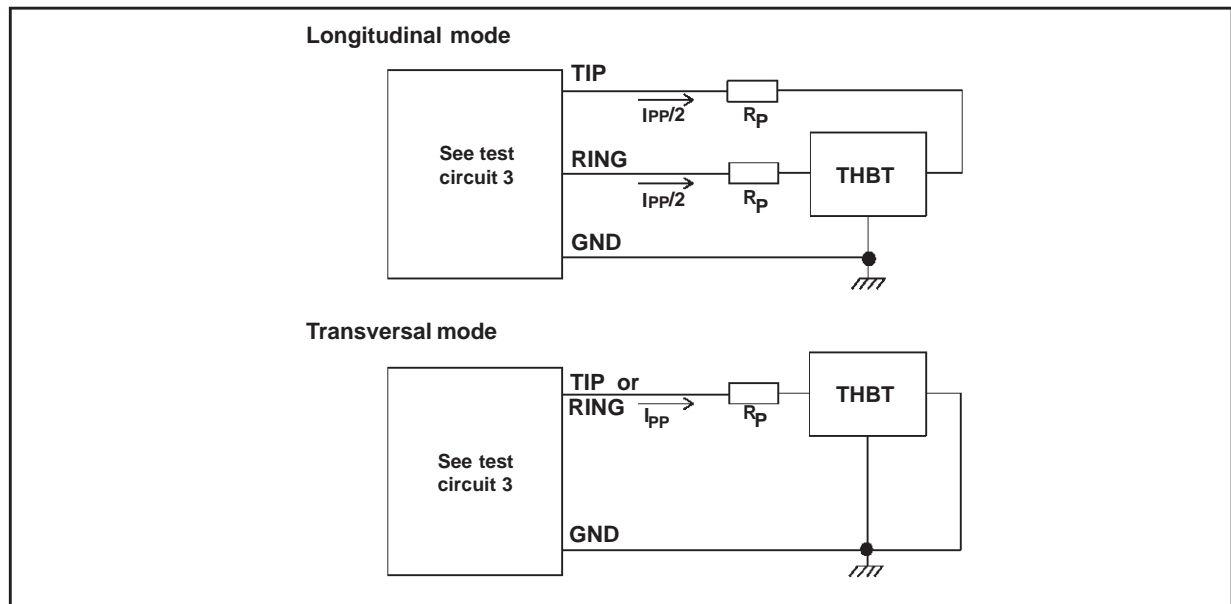 Longitudinal mode
TIP
IPP/2
RP
See test
circuit 3
RING
THBT
IPP/2
RP
GND
Transversal mode
TIP or
RING
IPP
RP
THBT
See test
circuit 3
GND